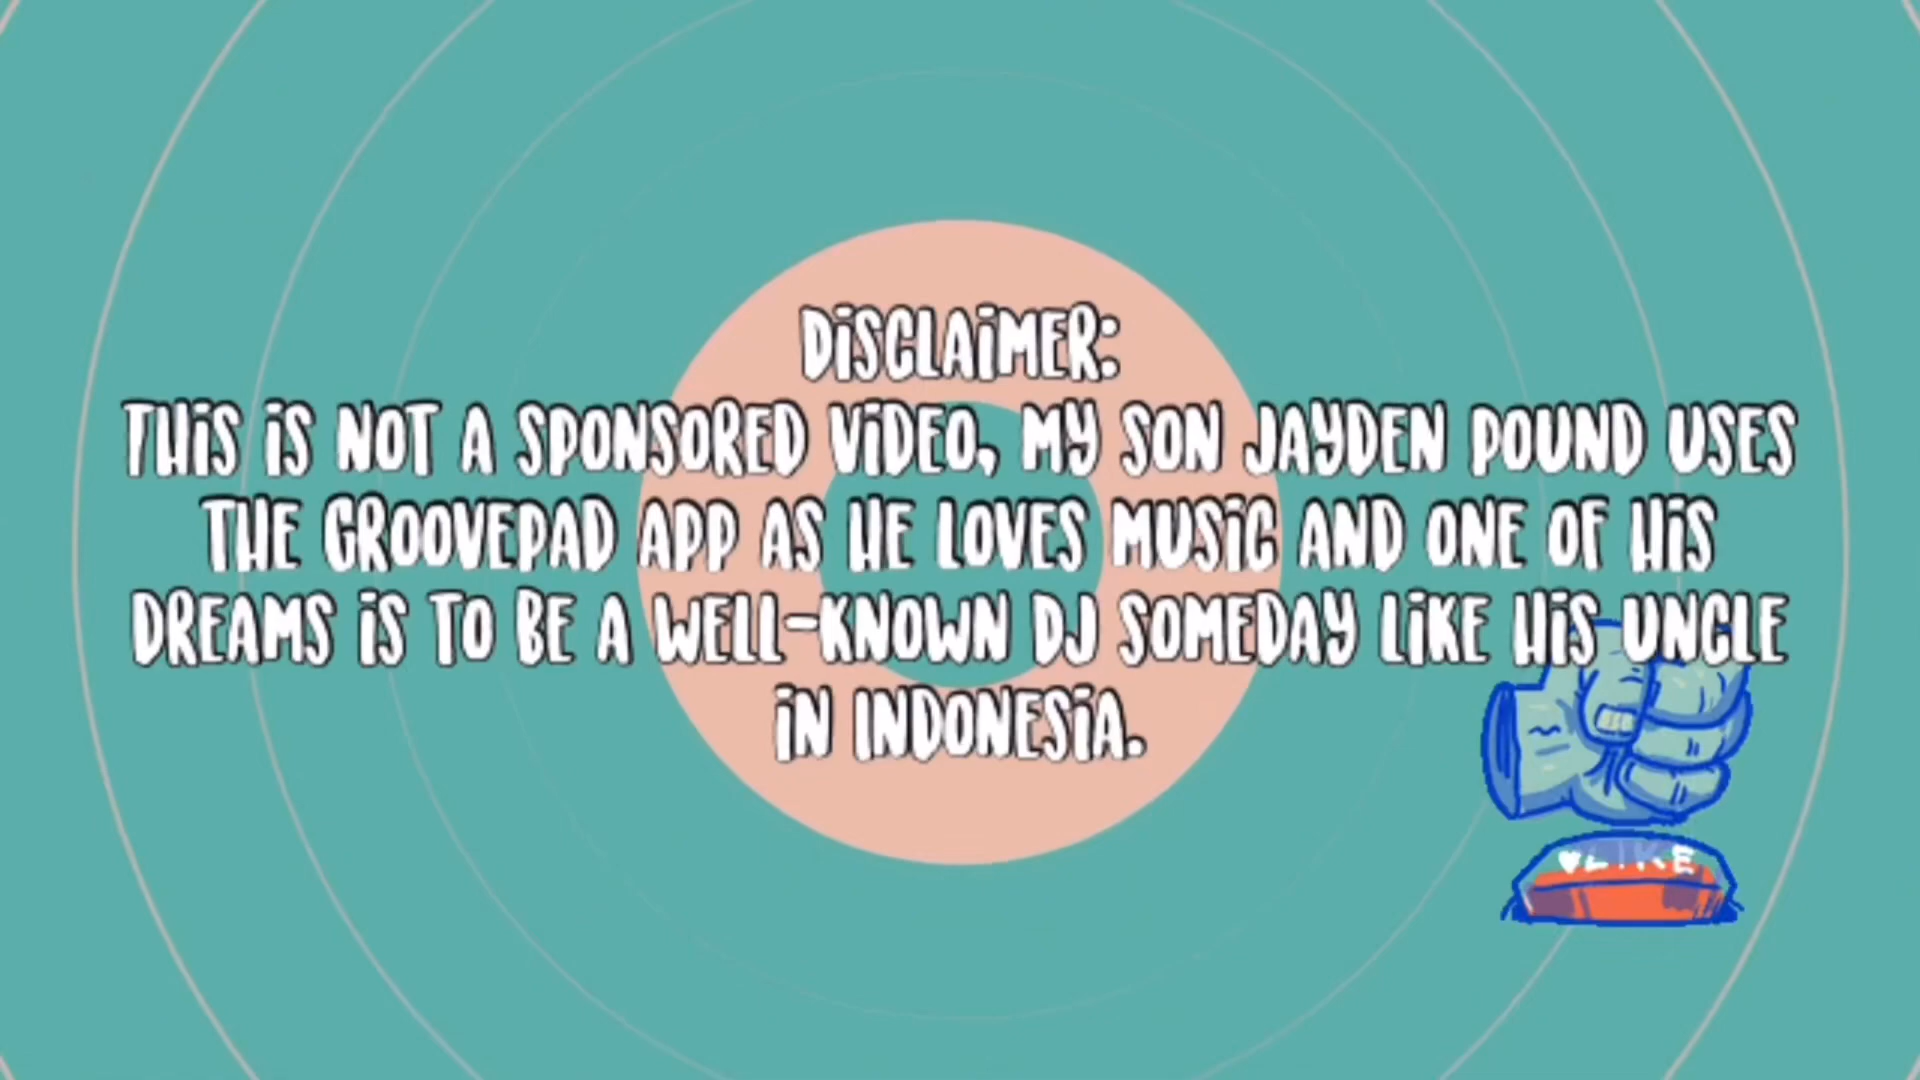 DISCLAIMER:
THIS IS NOT A SPONSORED VIDEO, MY SON JAYDEN POUND USES
THE GROOVEPAD APP AS HE LOVES MUSIC AND ONE OF HIS
DREAMS IS TO BE A WELL-KNOWN DJ SOMEDAY LIKE HIS UNCLE
IN INDONESIA.
♥LIKE